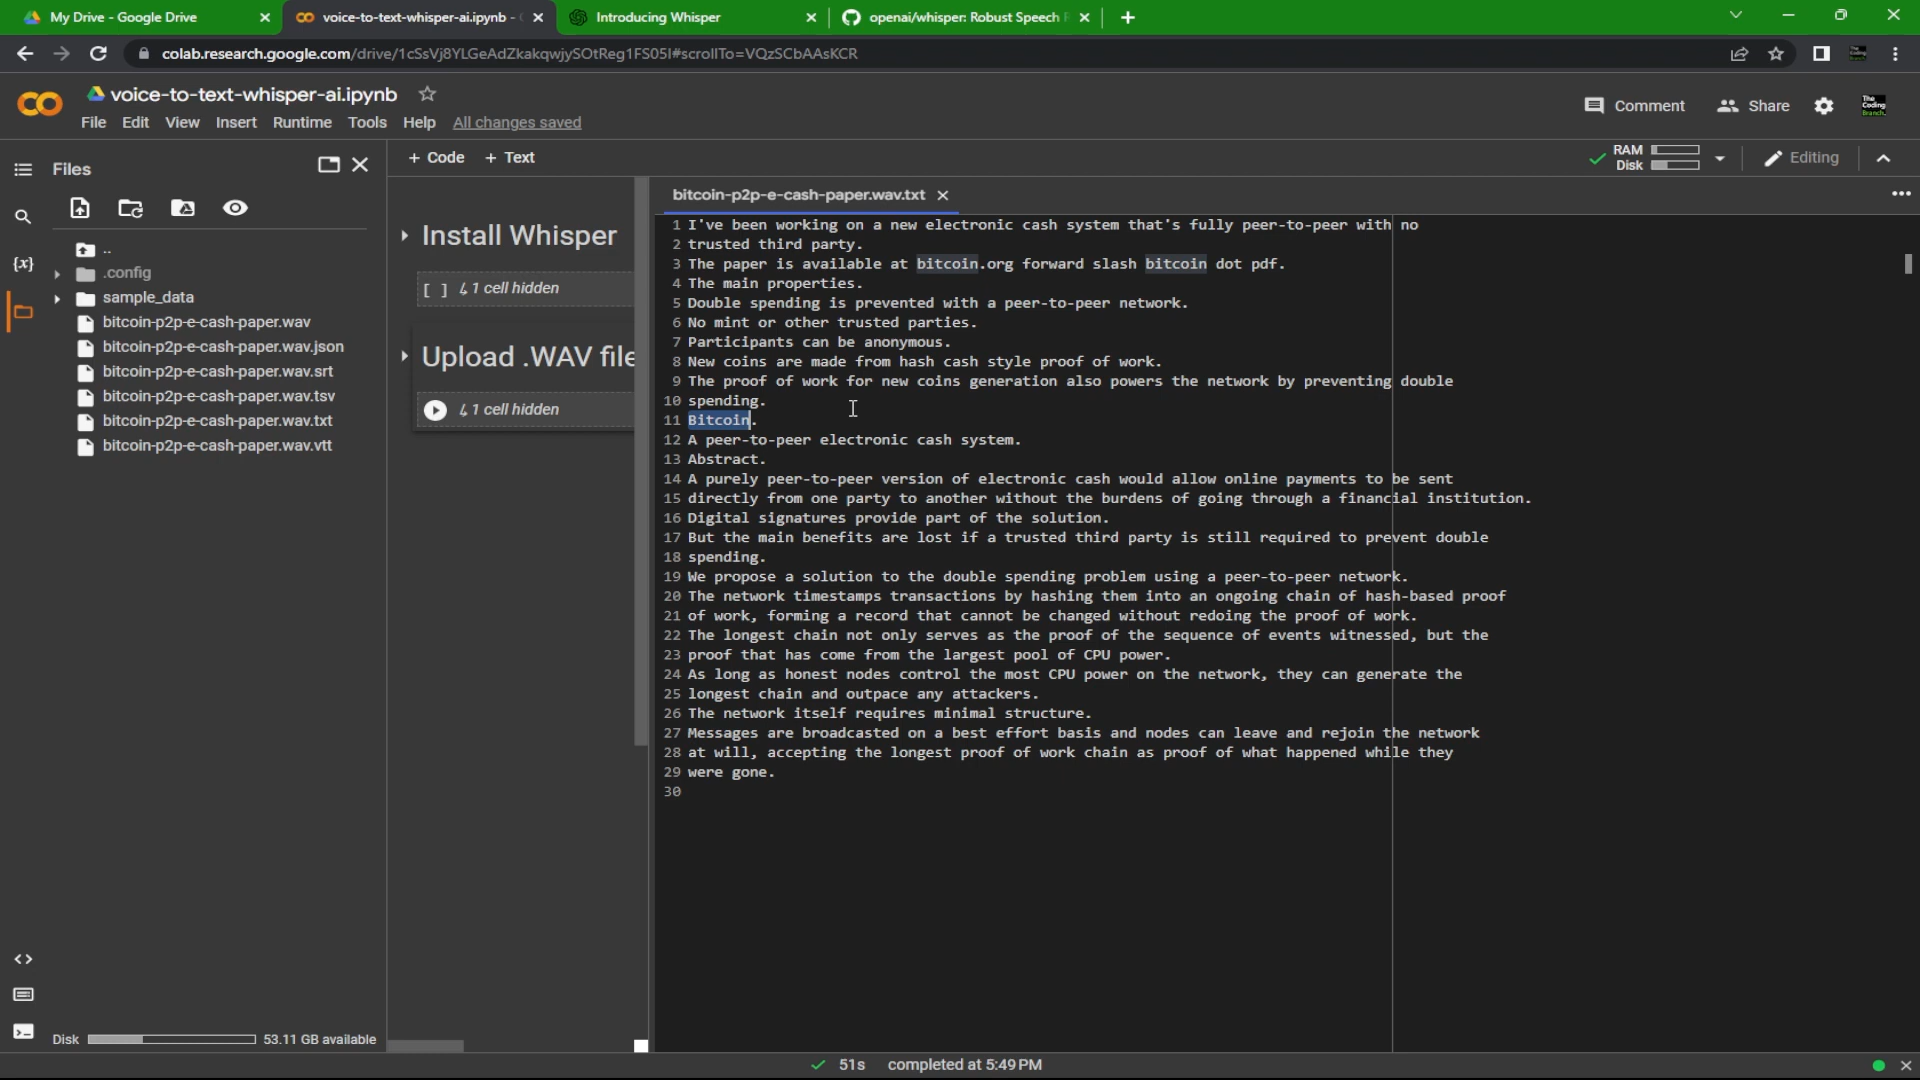 My Drive - Google Drive
voice-to-text-whisper-ai.ipynb -
Introducing Whisper
openai/whisper: Robust Speech
colab.research.google.com/drive/1cSsVj8YLGeAdZkakqwjySOtReg1FS05I#scrollTo=VQzSCbAAsKCR
voice-to-text-whisper-ai.ipynb
File Edit View Insert Runtime Tools Help All changes saved
Comment Share
The Coding Branch.
Files
+ Code + Text
RAM
Disk
Editing
..
.config
sample_data
bitcoin-p2p-e-cash-paper.wav
bitcoin-p2p-e-cash-paper.wav.json
bitcoin-p2p-e-cash-paper.wav.srt
bitcoin-p2p-e-cash-paper.wav.tsv
bitcoin-p2p-e-cash-paper.wav.txt
bitcoin-p2p-e-cash-paper.wav.vtt
{x}
Disk 53.11 GB available
Install Whisper
[ ] 1 cell hidden
Upload .WAV file
1 cell hidden
bitcoin-p2p-e-cash-paper.wav.txt
1 I've been working on a new electronic cash system that's fully peer-to-peer with no
2 trusted third party.
3 The paper is available at bitcoin.org forward slash bitcoin dot pdf.
4 The main properties.
5 Double spending is prevented with a peer-to-peer network.
6 No mint or other trusted parties.
7 Participants can be anonymous.
8 New coins are made from hash cash style proof of work.
9 The proof of work for new coins generation also powers the network by preventing double
10 spending.
11 Bitcoin.
12 A peer-to-peer electronic cash system.
13 Abstract.
14 A purely peer-to-peer version of electronic cash would allow online payments to be sent
15 directly from one party to another without the burdens of going through a financial institution.
16 Digital signatures provide part of the solution.
17 But the main benefits are lost if a trusted third party is still required to prevent double
18 spending.
19 We propose a solution to the double spending problem using a peer-to-peer network.
20 The network timestamps transactions by hashing them into an ongoing chain of hash-based proof
21 of work, forming a record that cannot be changed without redoing the proof of work.
22 The longest chain not only serves as the proof of the sequence of events witnessed, but the
23 proof that has come from the largest pool of CPU power.
24 As long as honest nodes control the most CPU power on the network, they can generate the
25 longest chain and outpace any attackers.
26 The network itself requires minimal structure.
27 Messages are broadcasted on a best effort basis and nodes can leave and rejoin the network
28 at will, accepting the longest proof of work chain as proof of what happened while they
29 were gone.
30
51s completed at 5:49 PM